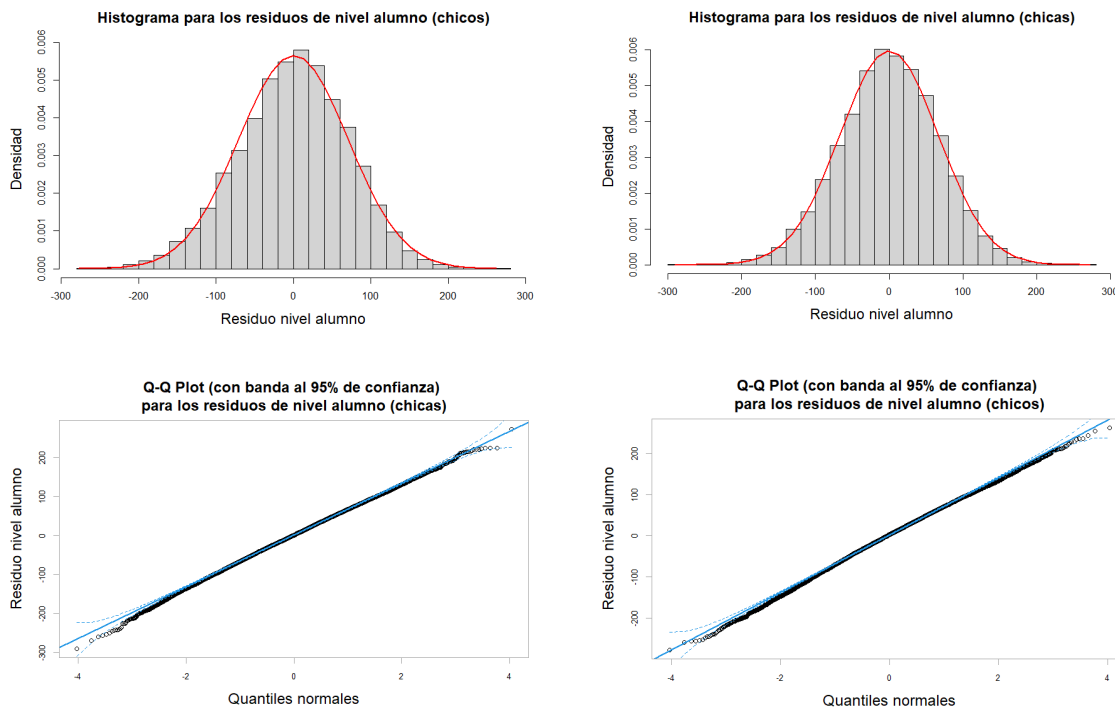 Histograma para los residuos de nivel alumno (chicos)
Densidad
0.000 0.001 0.002 0.003 0.004 0.005 0.006
-300 -200 -100 0 100 200 300
Residuo nivel alumno
Histograma para los residuos de nivel alumno (chicas)
Densidad
0.000 0.001 0.002 0.003 0.004 0.005 0.006
-300 -200 -100 0 100 200 300
Residuo nivel alumno
Q-Q Plot (con banda al 95% de confianza)
para los residuos de nivel alumno (chicas)
Residuo nivel alumno
-300 -200 -100 0 100 200
-4 -2 0 2 4
Quantiles normales
Q-Q Plot (con banda al 95% de confianza)
para los residuos de nivel alumno (chicos)
Residuo nivel alumno
-200 -100 0 100 200
-4 -2 0 2 4
Quantiles normales